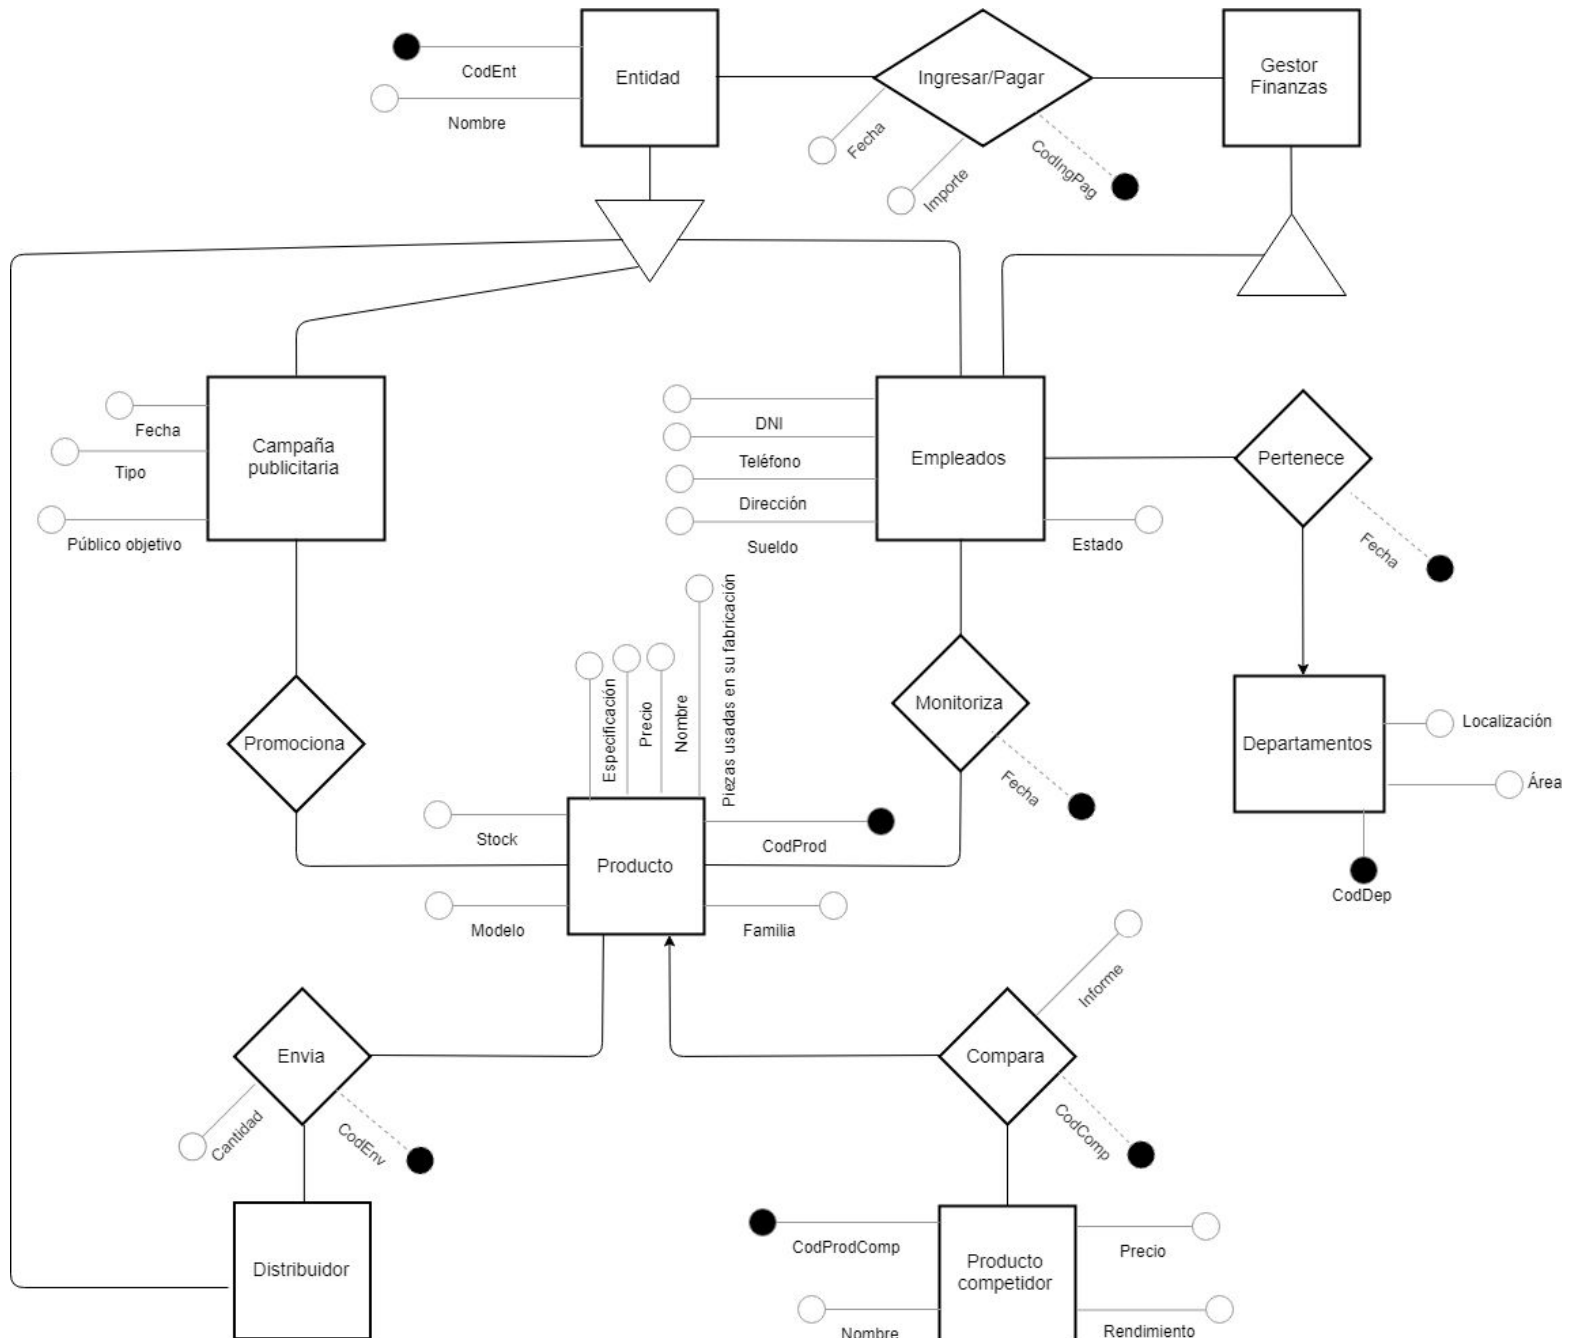 CodEnt
Nombre
Entidad
Ingresar/Pagar
Gestor
Finanzas
Fecha
Importe
CodIngPag
Fecha
Tipo
Público objetivo
Campaña
publicitaria
DNI
Teléfono
Dirección
Sueldo
Empleados
Estado
Pertenece
Fecha
Promociona
Especificación
Precio
Nombre
Piezas usadas en su fabricación
Monitoriza
Fecha
Departamentos
Localización
Área
CodDep
Stock
Modelo
Producto
CodProd
Familia
Envia
Cantidad
CodEnv
Informe
Compara
CodComp
Distribuidor
CodProdComp
Nombre
Producto
competidor
Precio
Rendimiento